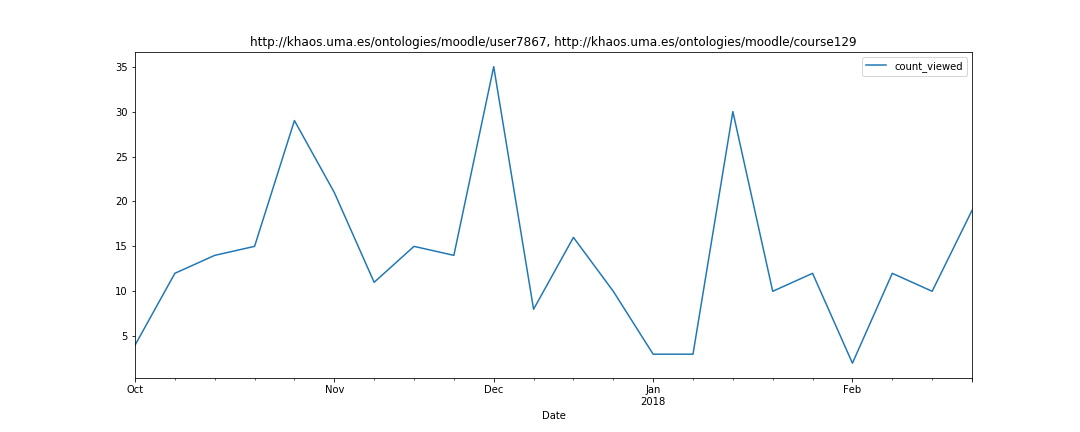 http://khaos.uma.es/ontologies/moodle/user7867, http://khaos.uma.es/ontologies/moodle/course129
count_viewed
35
30
25
20
15
10
5
Oct Nov Dec Jan Feb
2018
Date